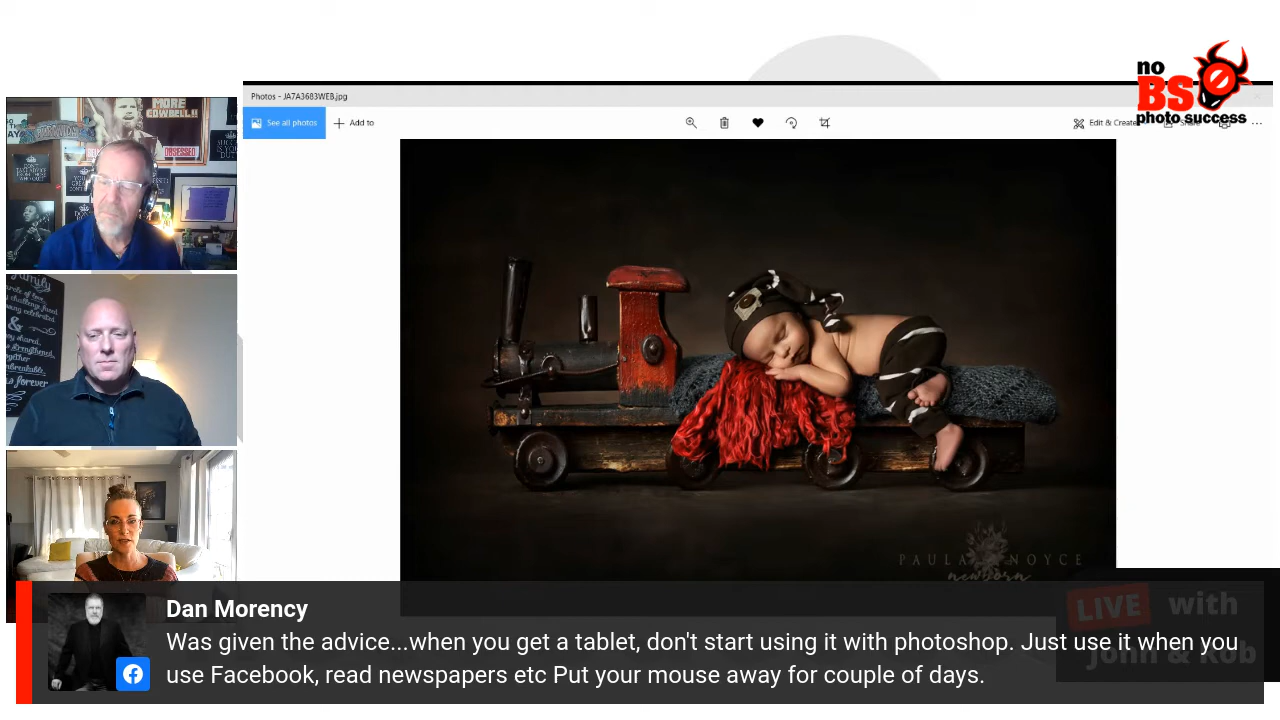 no
BS
photo success
Photos - JA7A3683WEB.jpg
See all photos
Add to
Edit & Create
Share
MORE
COWBELL!!
OBSESSED
Family
& 
PAULA NOYCE
newborn
LIVE with
John & Rob
Dan Morency
Was given the advice...when you get a tablet, don't start using it with photoshop. Just use it when you
use Facebook, read newspapers etc Put your mouse away for couple of days.